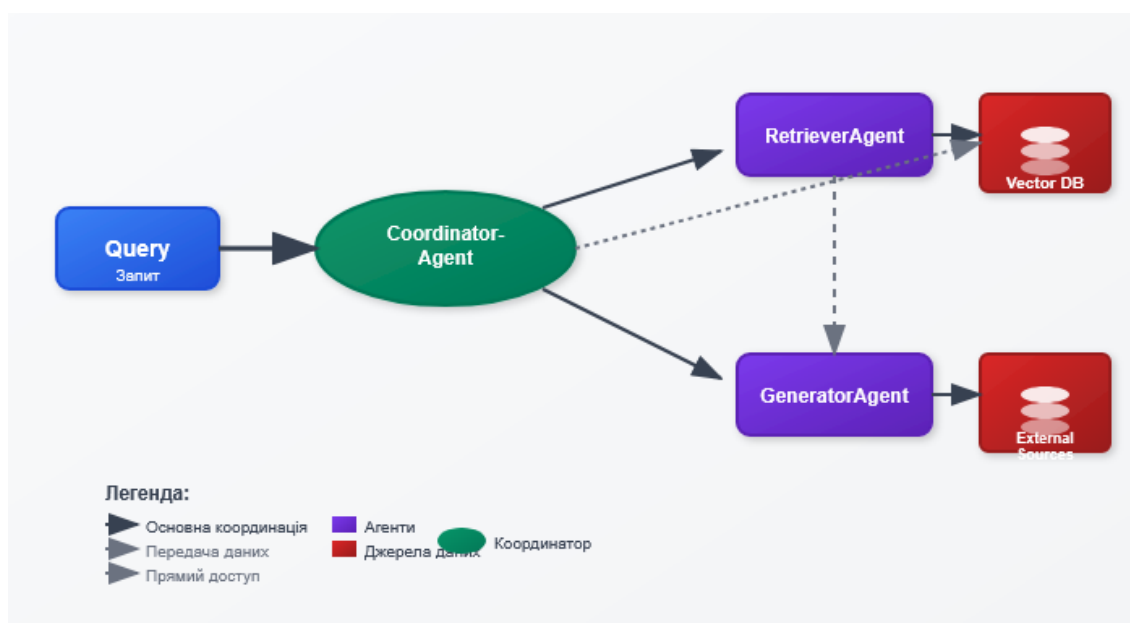 RetrieverAgent
Vector DB
Query
Запит
Coordinator-
Agent
GeneratorAgent
External
Sources
Легенда:
Основна координація
Передача даних
Прямий доступ
Агенти
Джерела даних
Координатор